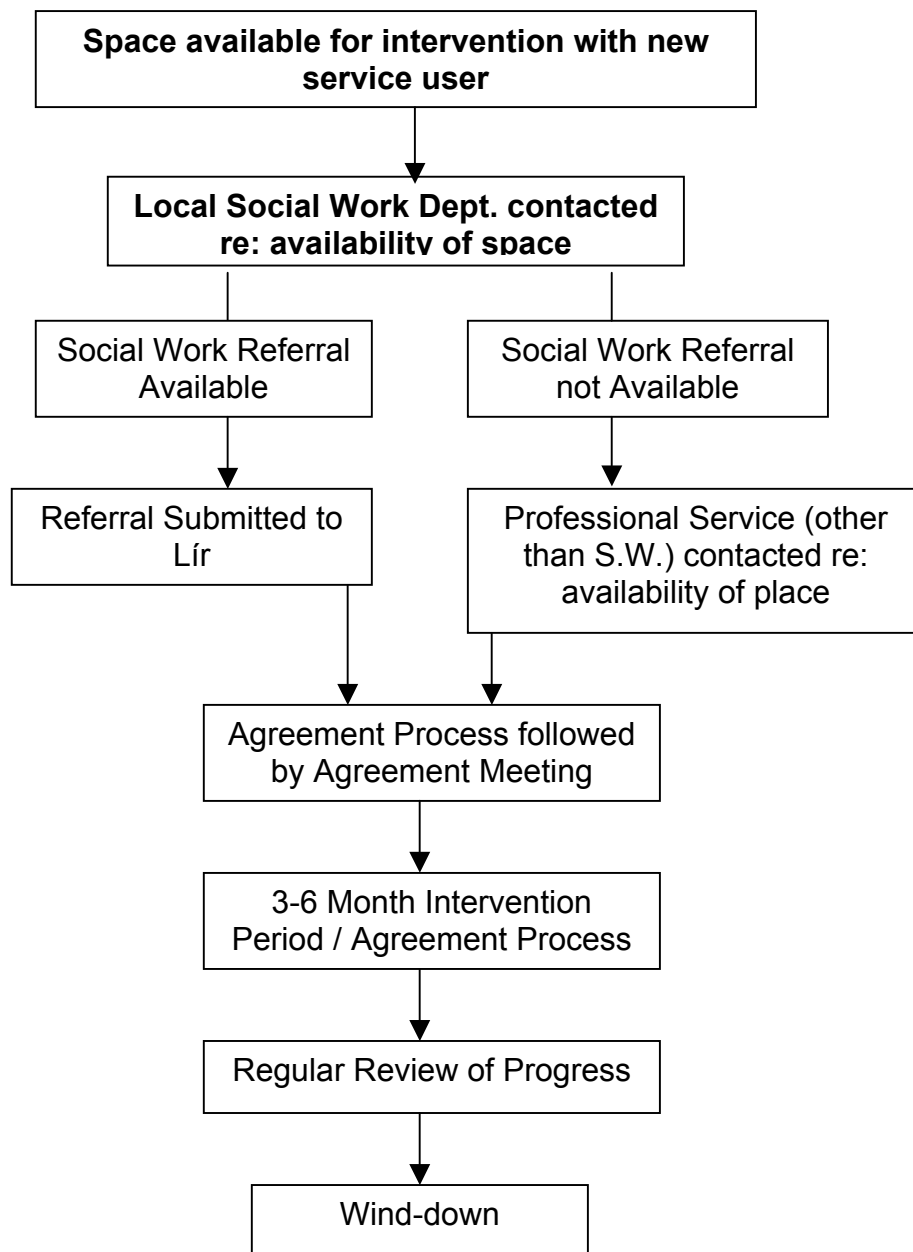 Space available for intervention with new
service user
Local Social Work Dept. contacted
re: availability of space
Social Work Referral
Available
Social Work Referral
not Available
Referral Submitted to
Lír
Professional Service (other
than S.W.) contacted re:
availability of place
Agreement Process followed
by Agreement Meeting
3-6 Month Intervention
Period / Agreement Process
Regular Review of Progress
Wind-down